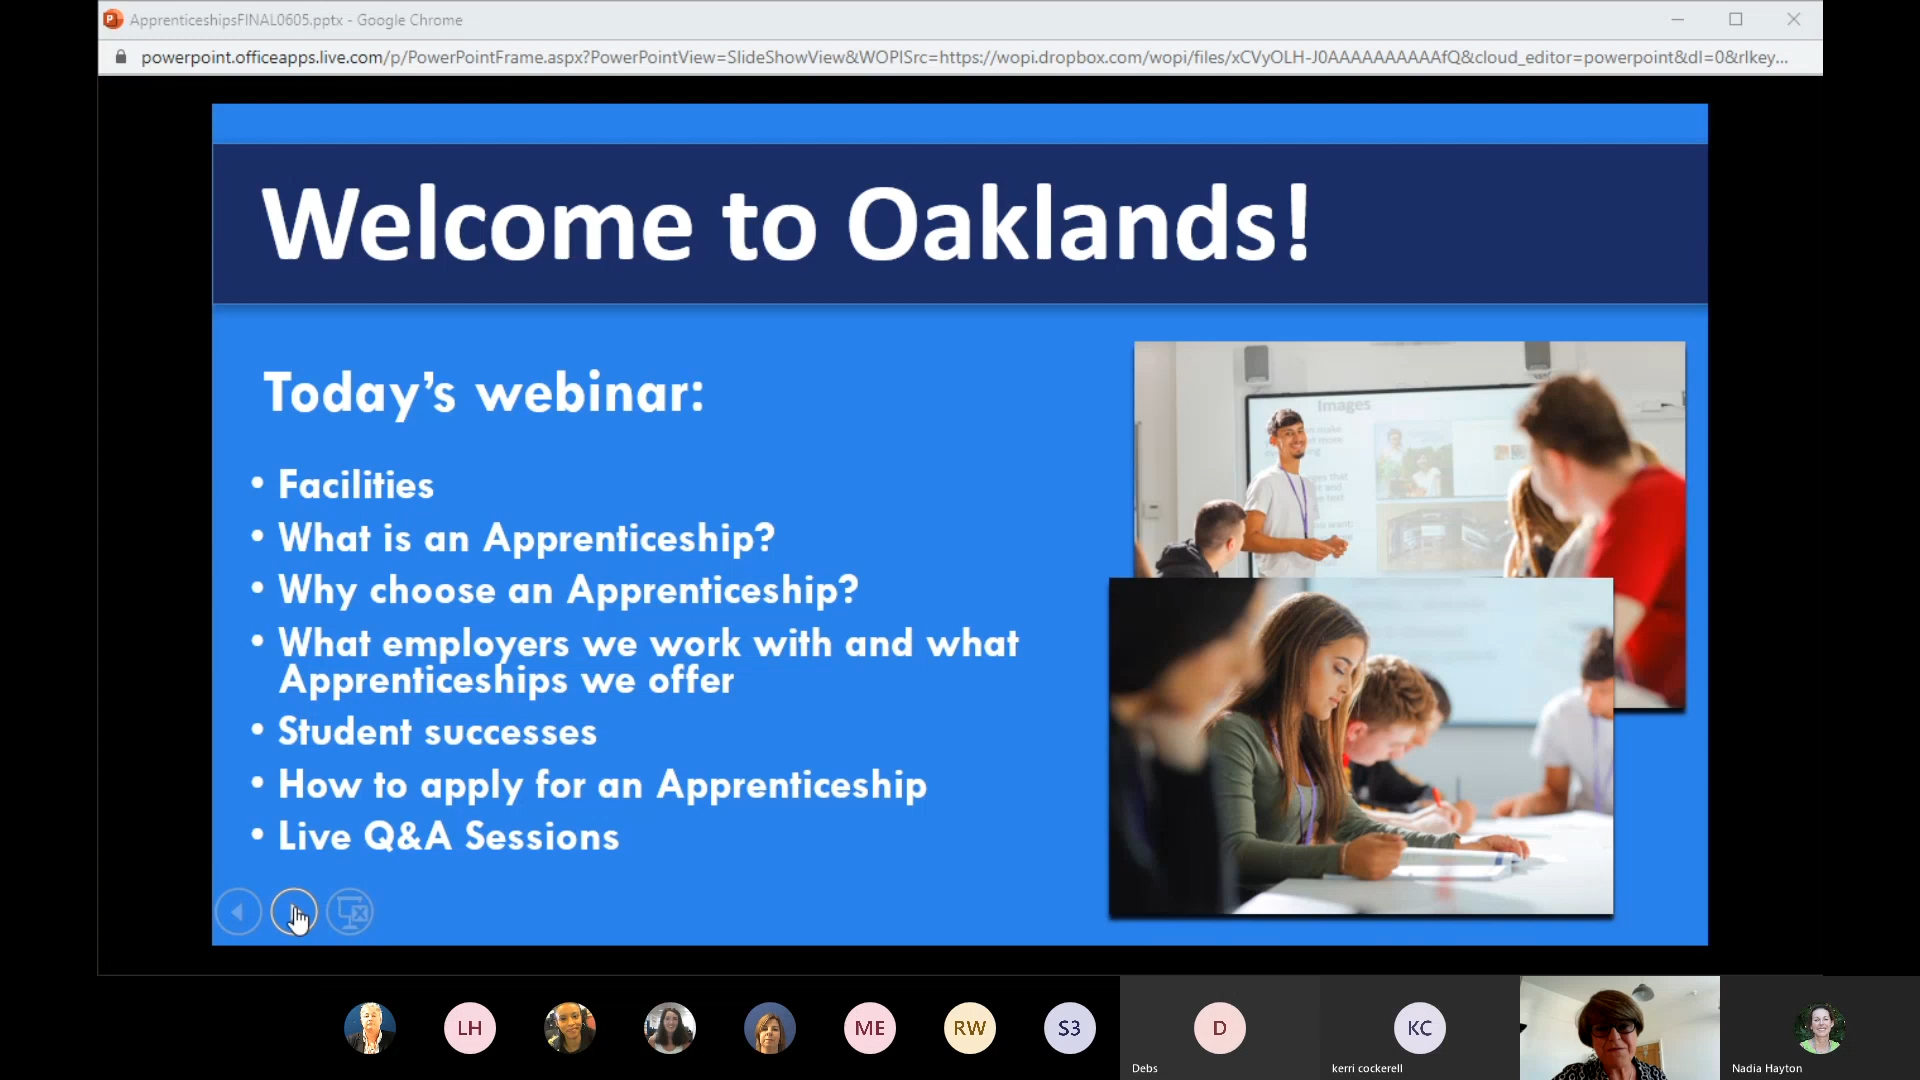 ApprenticeshipsFINAL0605.pptx - Google Chrome
powerpoint.officeapps.live.com/p/PowerPointFrame.aspx?PowerPointView=SlideShowView&WOPISrc=https://wopi.dropbox.com/wopi/files/xCVyOLH-J0AAAAAAAAAAfQ&cloud_editor=powerpoint&dl=0&rlkey...
Welcome to Oaklands!
Today’s webinar:
• Facilities
• What is an Apprenticeship?
• Why choose an Apprenticeship?
• What employers we work with and what
Apprenticeships we offer
• Student successes
• How to apply for an Apprenticeship
• Live Q&A Sessions
Images
LH
ME
RW
S3
D
KC
Debs
kerri cockerell
Nadia Hayton